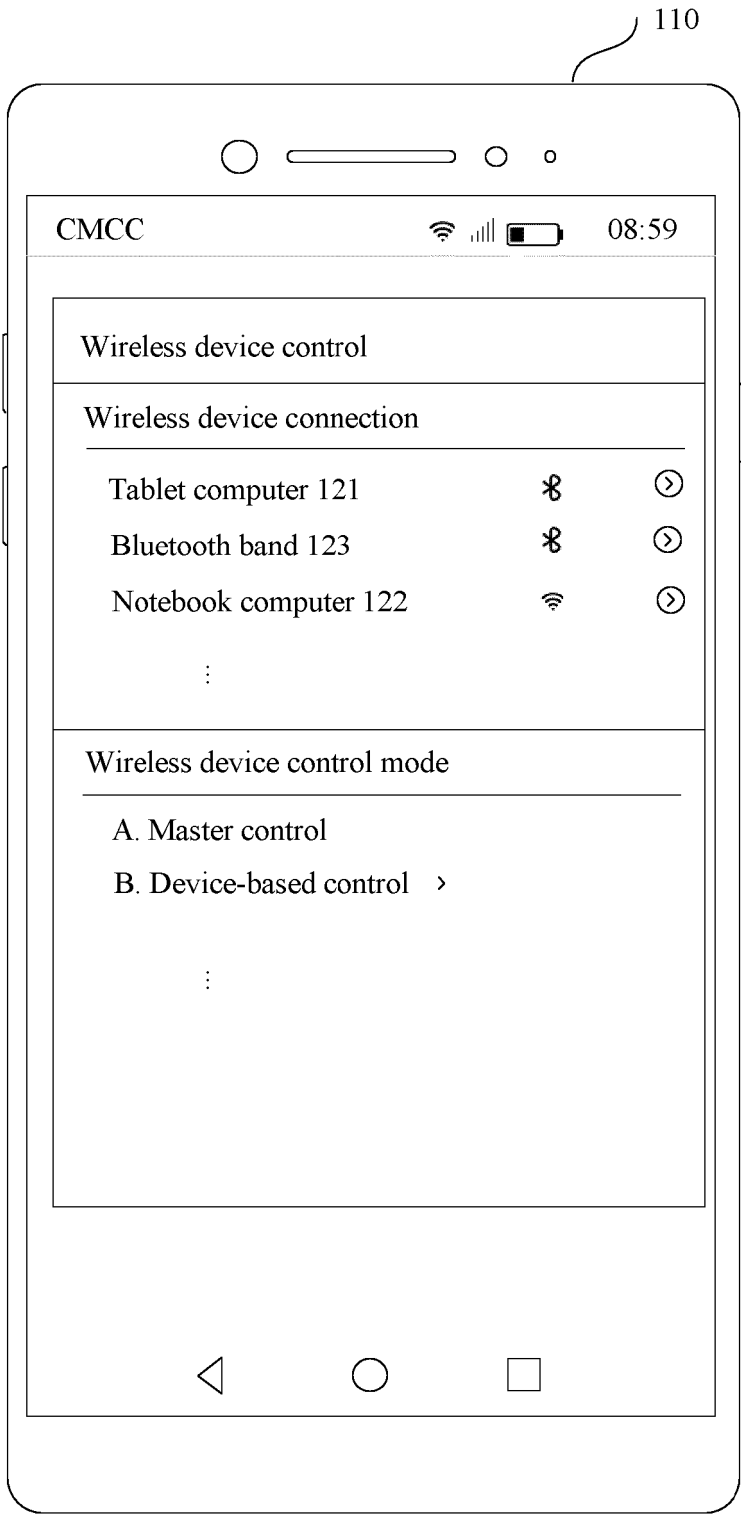 110
CMCC 08:59
Wireless device control
Wireless device connection
Tablet computer 121
Bluetooth band 123
Notebook computer 122
Wireless device control mode
A. Master control
B. Device-based control >